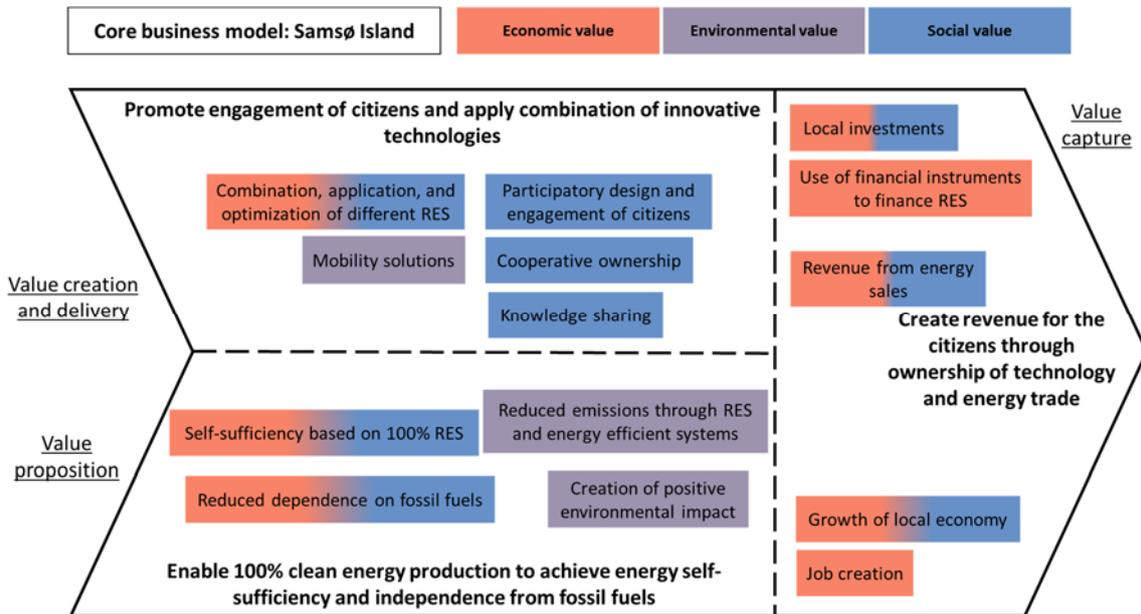 Core business model: Samsø Island
Economic value
Environmental value
Social value
Promote engagement of citizens and apply combination of innovative
technologies
Combination, application, and
optimization of different RES
Participatory design and
engagement of citizens
Mobility solutions
Cooperative ownership
Knowledge sharing
Value creation
and delivery
Value
proposition
Self-sufficiency based on 100% RES
Reduced emissions through RES
and energy efficient systems
Reduced dependence on fossil fuels
Creation of positive
environmental impact
Enable 100% clean energy production to achieve energy self-
sufficiency and independence from fossil fuels
Value
capture
Local investments
Use of financial instruments
to finance RES
Revenue from energy
sales
Create revenue for the
citizens through
ownership of technology
and energy trade
Growth of local economy
Job creation